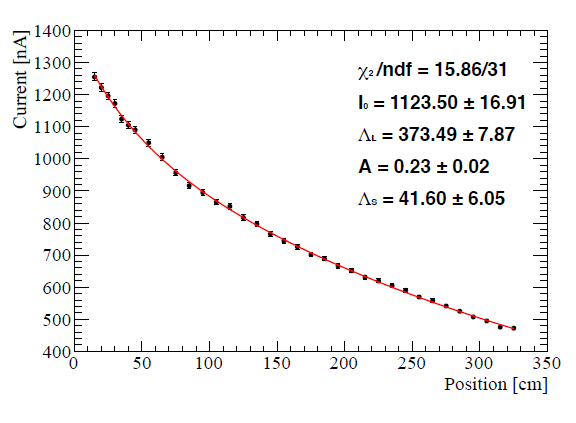 Current [nA]
1400
1300
1200
1100
1000
900
800
700
600
500
400
χ²/ndf = 15.86/31
I₀ = 1123.50 ± 16.91
Λ_L = 373.49 ± 7.87
A = 0.23 ± 0.02
Λ_S = 41.60 ± 6.05
0 50 100 150 200 250 300 350
Position [cm]